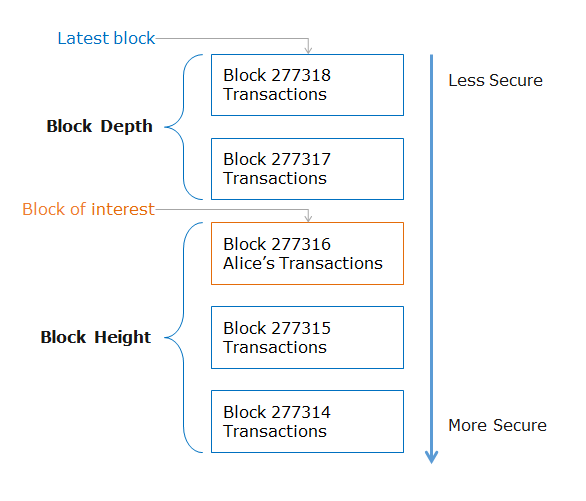 Latest block
Block 277318
Transactions
Less Secure
Block Depth
Block 277317
Transactions
Block of interest
Block 277316
Alice’s Transactions
Block Height
Block 277315
Transactions
Block 277314
Transactions
More Secure